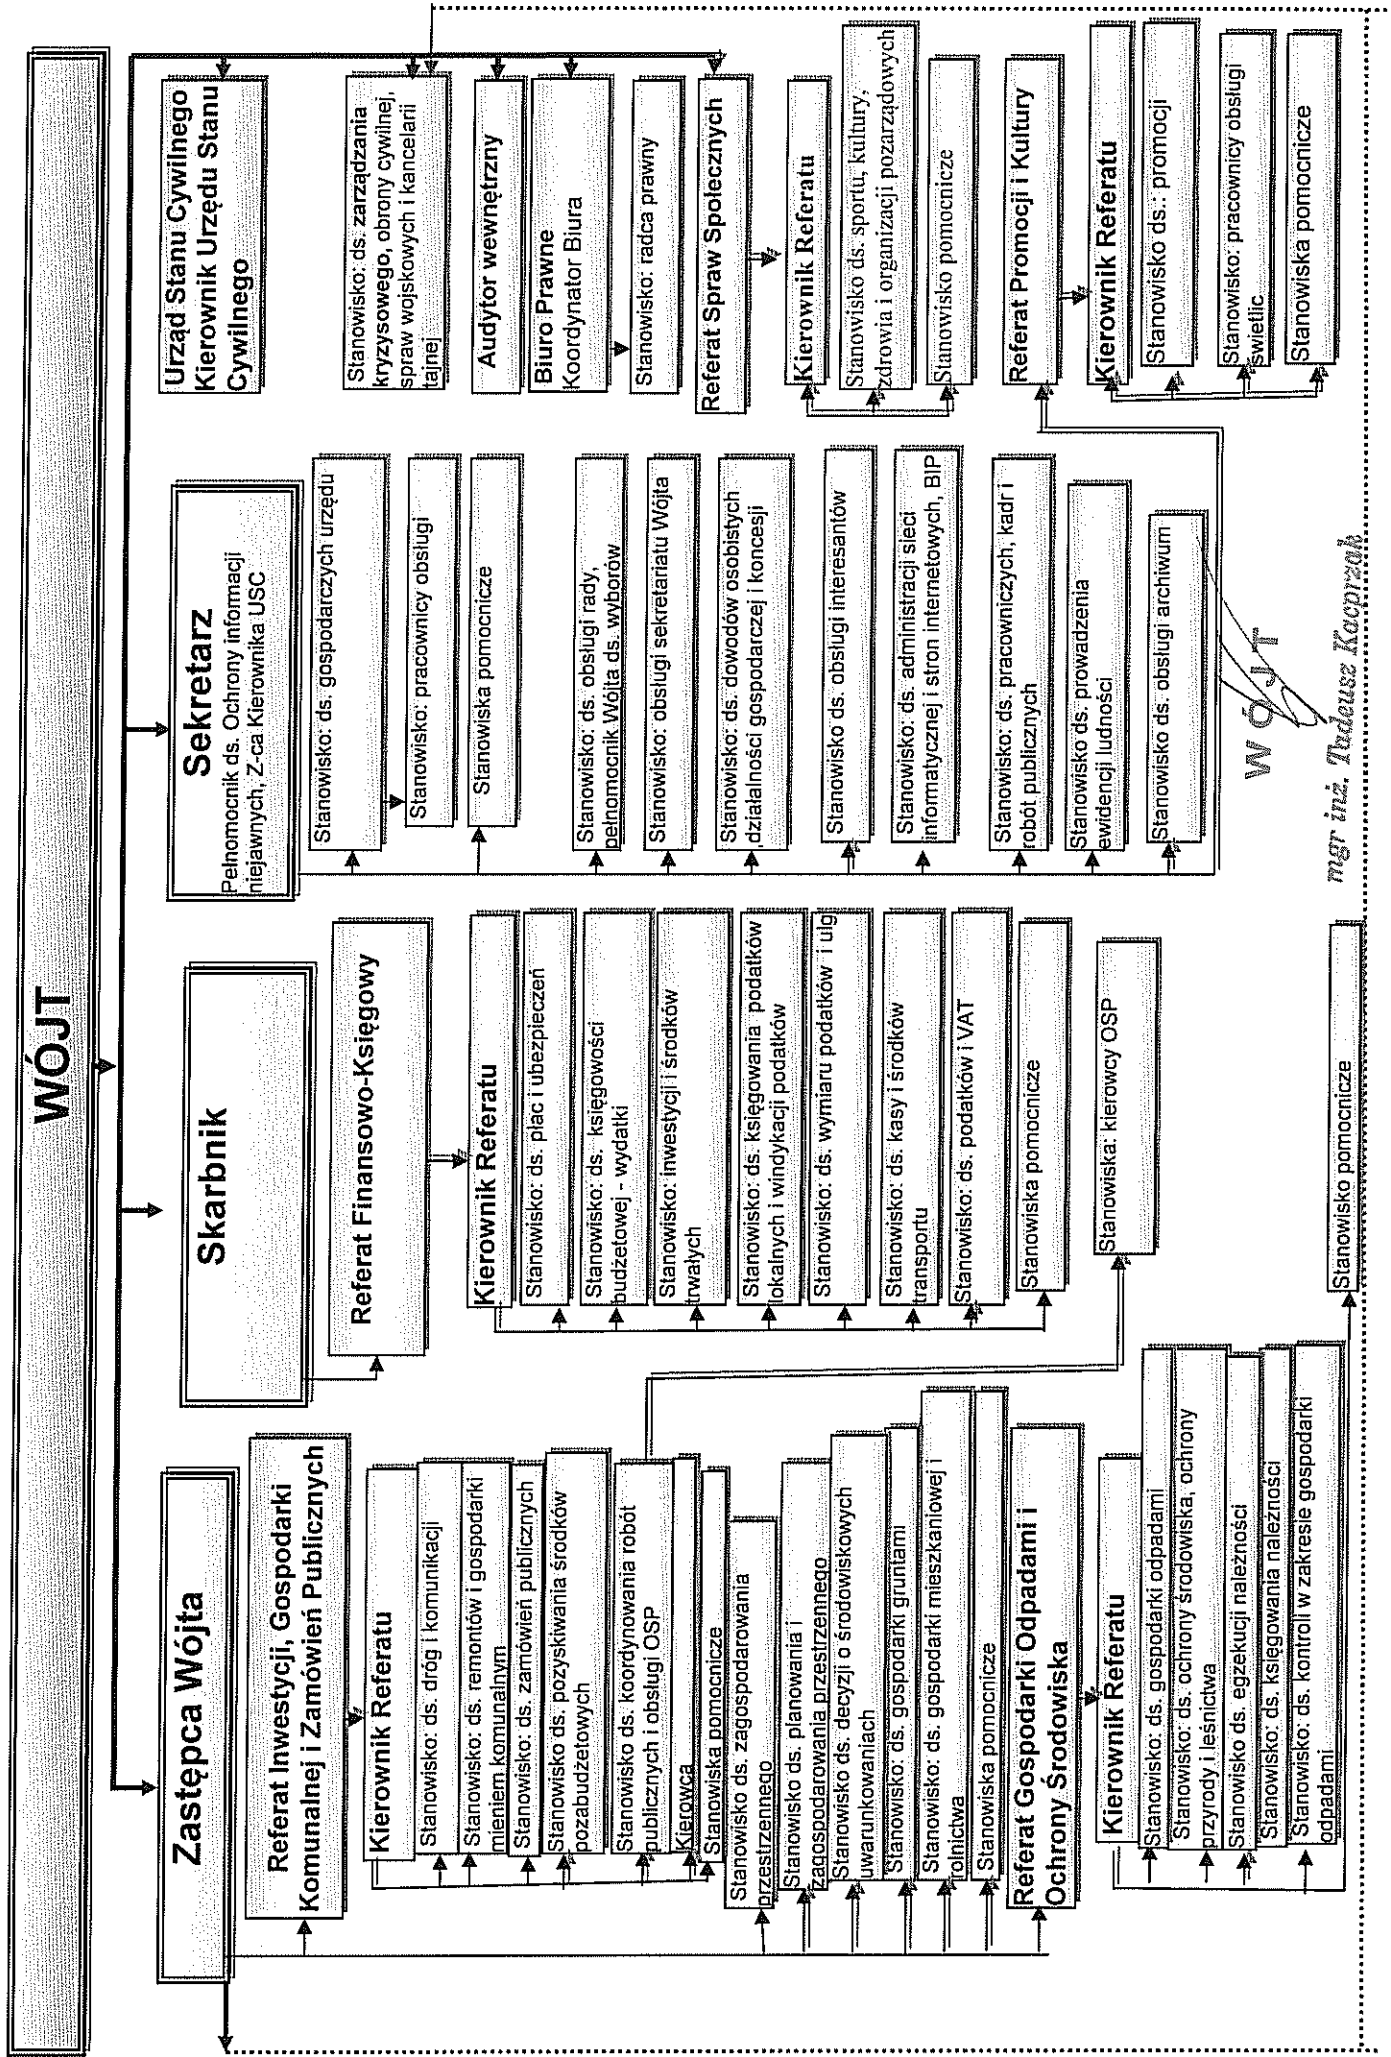 WÓJT
Zastępca Wójta
Referat Inwestycji, Gospodarki
Komunalnej i Zamówień Publicznych
Kierownik Referatu
Stanowisko: ds. dróg i komunikacji
Stanowisko: ds. remontów i gospodarki
mieniem komunalnym
Stanowisko: ds. zamówień publicznych
Stanowisko ds. pozyskiwania środków
pozabudżetowych
Stanowisko ds. koordynowania robót
publicznych i obsługi OSP
Kierowca
Stanowiska pomocnicze
Stanowisko ds. zagospodarowania
przestrzennego
Stanowisko ds. planowania i
zagospodarowania przestrzennego
Stanowisko ds. decyzji o środowiskowych
uwarunkowaniach
Stanowisko: ds. gospodarki gruntami
Stanowisko: ds. gospodarki mieszkaniowej i
rolnictwa
Stanowiska pomocnicze
Referat Gospodarki Odpadami i
Ochrony Środowiska
Kierownik Referatu
Stanowisko: ds. gospodarki odpadami
Stanowisko: ds. ochrony środowiska, ochrony
przyrody i leśnictwa
Stanowisko ds. egzekucji należności
Stanowisko: ds. księgowania należności
Stanowisko: ds. kontroli w zakresie gospodarki
odpadami
Stanowisko pomocnicze
Skarbnik
Referat Finansowo-Księgowy
Kierownik Referatu
Stanowisko: ds. płac i ubezpieczeń
Stanowisko: ds. księgowości
budżetowej - wydatki
Stanowisko: inwestycji i środków
trwałych
Stanowisko: ds. księgowania podatków
lokalnych i windykacji podatków
Stanowisko: ds. wymiaru podatków i ulg
Stanowisko: ds. kasy i środków
transportu
Stanowisko: ds. podatków i VAT
Stanowiska pomocnicze
Stanowiska: kierowcy OSP
Sekretarz
Pełnomocnik ds. Ochrony informacji
niejawnych, Z-ca Kierownika USC
Stanowisko: ds. gospodarczych urzędu
Stanowisko: pracownicy obsługi
Stanowiska pomocnicze
Stanowisko: ds. obsługi rady,
pełnomocnik Wójta ds. wyborów
Stanowisko: obsługi sekretariatu Wójta
Stanowisko: ds. dowodów osobistych
,działalności gospodarczej i koncesji
Stanowisko ds. obsługi interesantów
Stanowisko: ds. administracji sieci
informatycznej i stron internetowych, BIP
Stanowisko: ds. pracowniczych, kadr i
robót publicznych
Stanowisko ds. prowadzenia
ewidencji ludności
Stanowisko ds. obsługi archiwum
Urząd Stanu Cywilnego
Kierownik Urzędu Stanu
Cywilnego
Stanowisko: ds. zarządzania
kryzysowego, obrony cywilnej,
spraw wojskowych i kancelarii
tajnej
Audytor wewnętrzny
Biuro Prawne
Koordynator Biura
Stanowisko: radca prawny
Referat Spraw Społecznych
Kierownik Referatu
Stanowisko ds. sportu, kultury,
zdrowia i organizacji pozarządowych
Stanowisko pomocnicze
Referat Promocji i Kultury
Kierownik Referatu
Stanowisko ds.: promocji
Stanowisko: pracownicy obsługi
świetlic
Stanowiska pomocnicze
WÓJT
mgr inż. Tadeusz Kacprzak